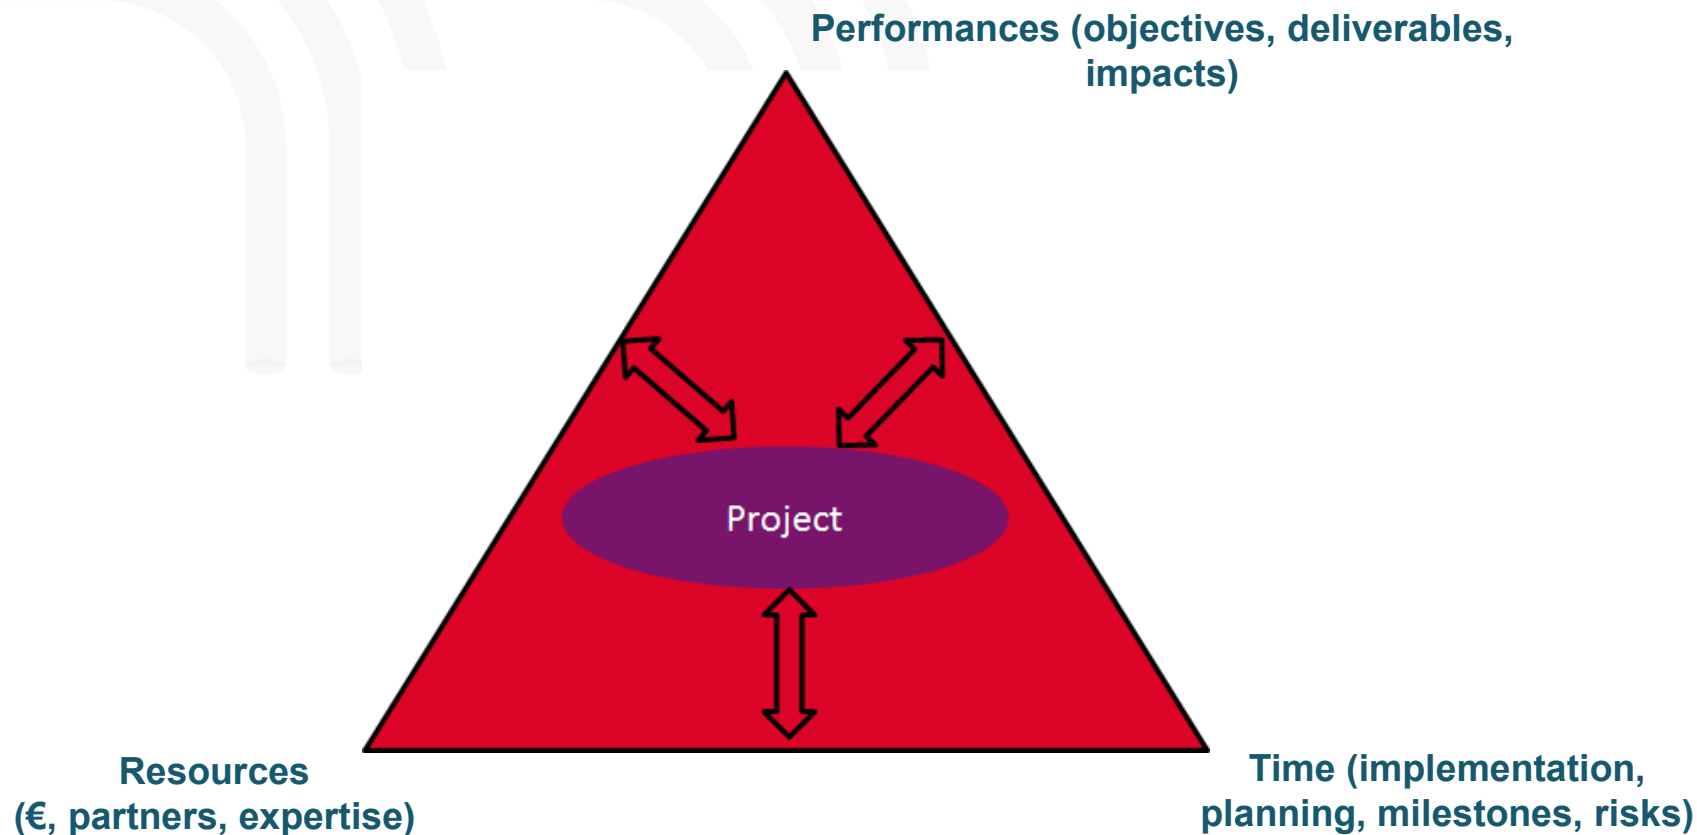 Performances (objectives, deliverables,
impacts)
Project
Resources
(€, partners, expertise)
Time (implementation,
planning, milestones, risks)